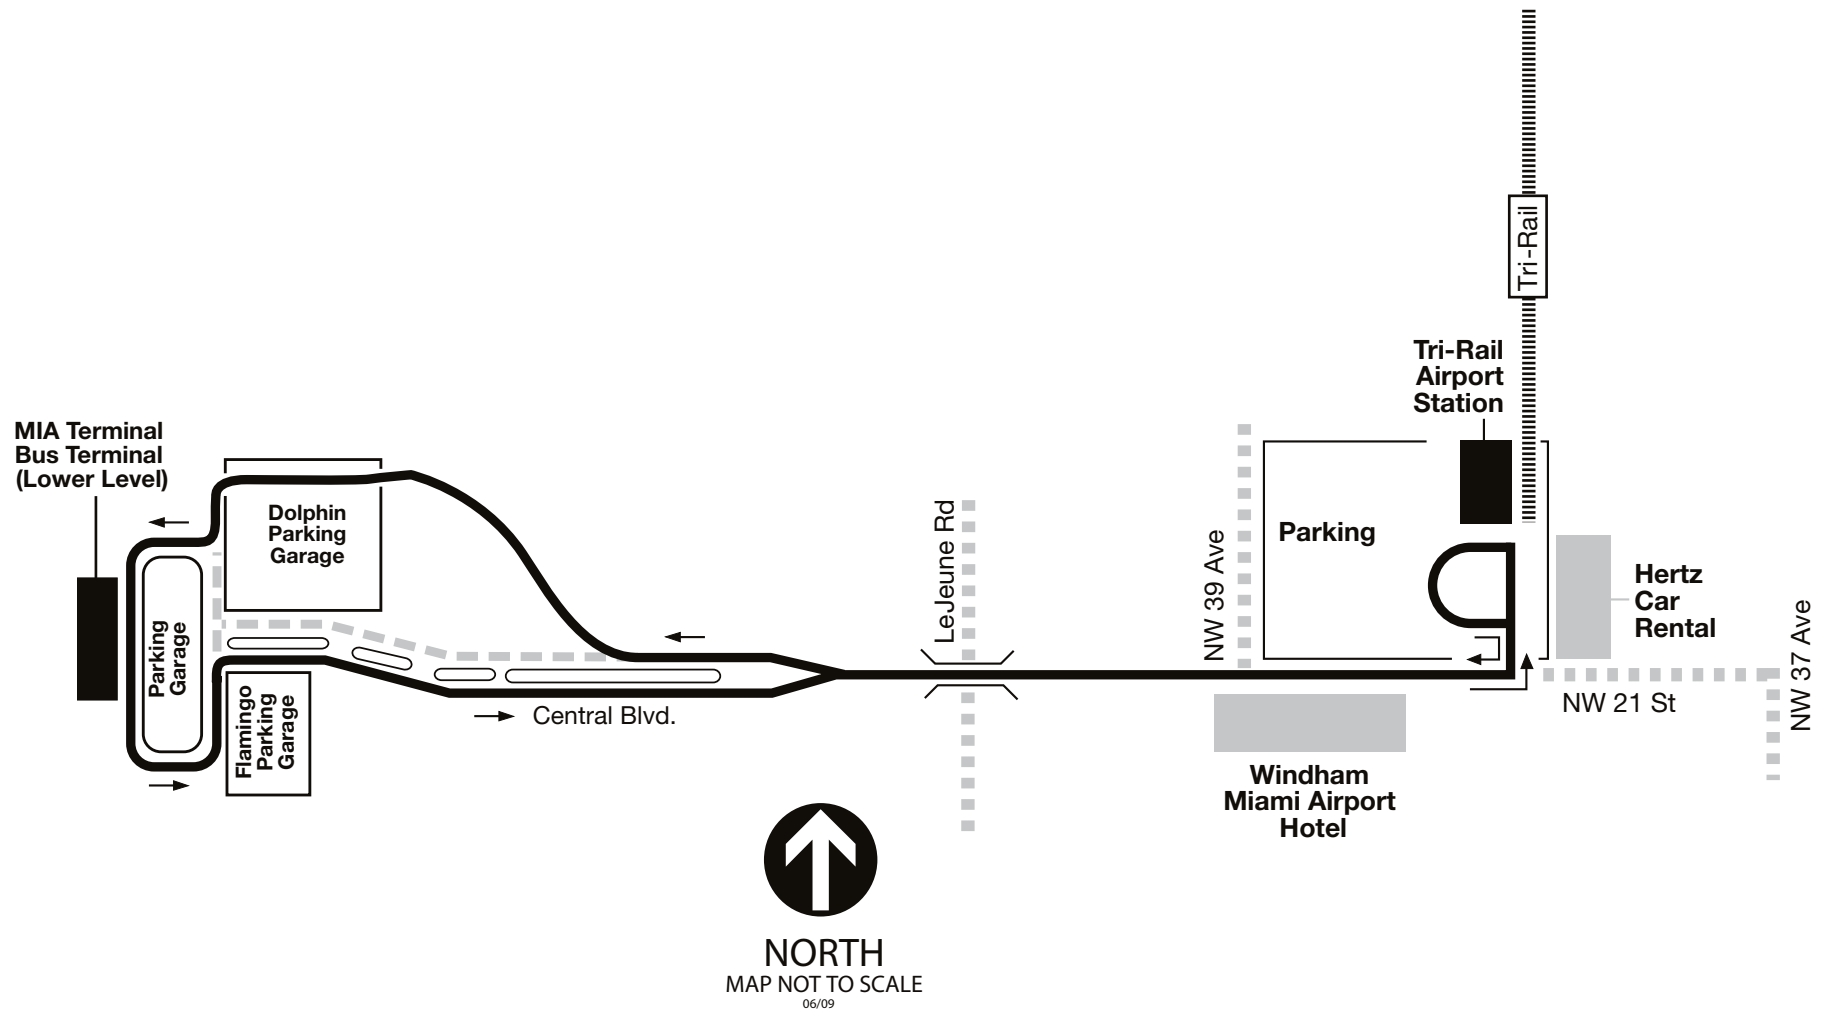 Tri-Rail
Tri-Rail
Airport
Station
MIA Terminal
Bus Terminal
(Lower Level)
Dolphin
Parking
Garage
Parking
Garage
Flamingo
Parking
Garage
Central Blvd.
LeJeune Rd
NW 39 Ave
Parking
Hertz
Car
Rental
NW 37 Ave
NW 21 St
Windham
Miami Airport
Hotel
NORTH
MAP NOT TO SCALE
06/09